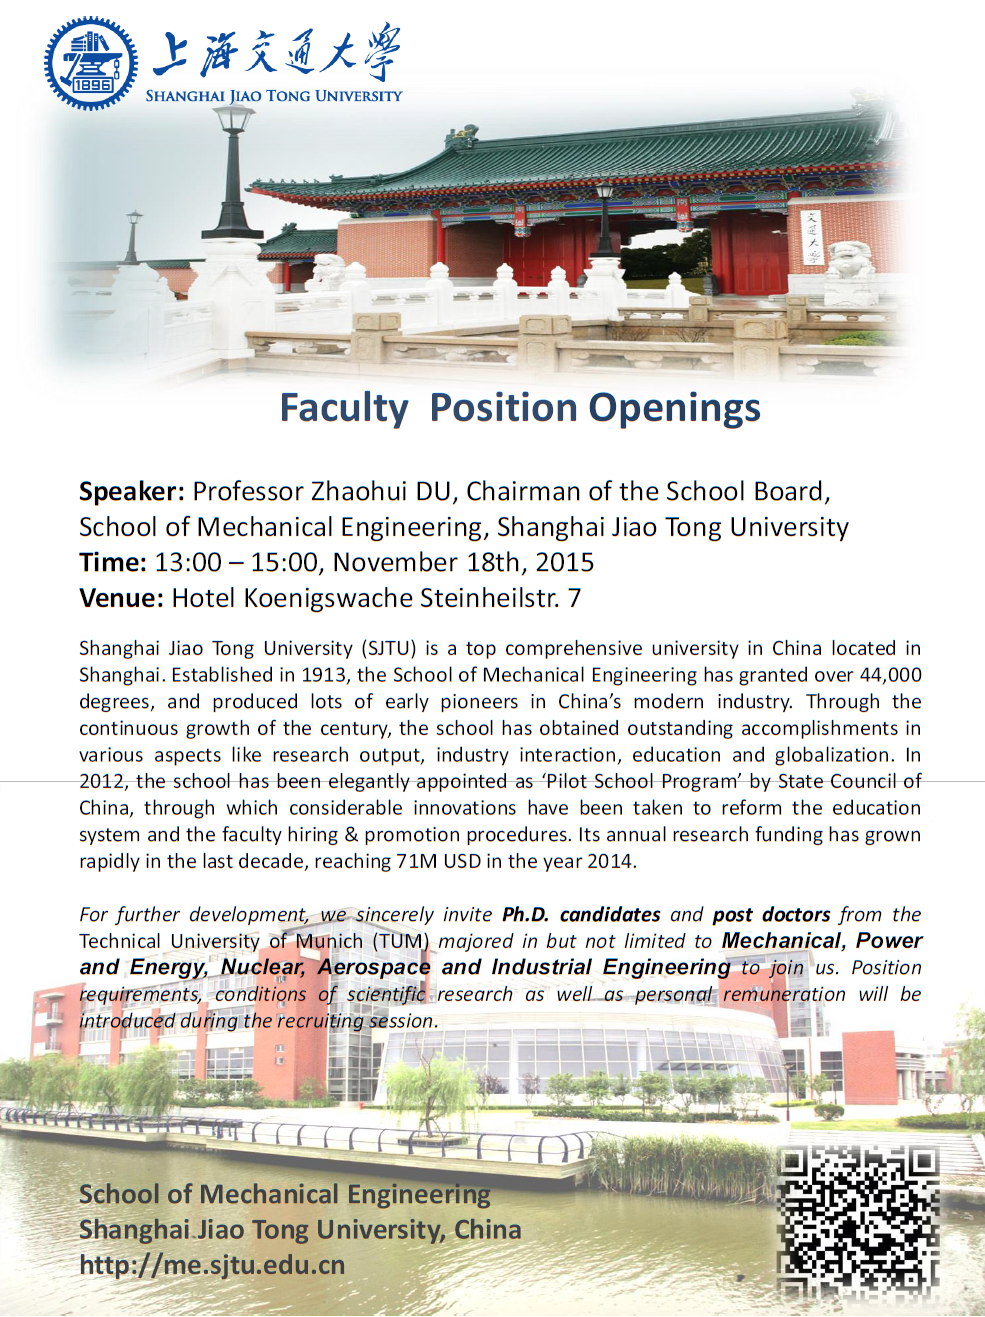 上海交通大學
SHANGHAI JIAO TONG UNIVERSITY
1896
交通大學
Faculty Position Openings
Speaker: Professor Zhaohui DU, Chairman of the School Board,
School of Mechanical Engineering, Shanghai Jiao Tong University
Time: 13:00 – 15:00, November 18th, 2015
Venue: Hotel Koenigswache Steinheilstr. 7
Shanghai Jiao Tong University (SJTU) is a top comprehensive university in China located in
Shanghai. Established in 1913, the School of Mechanical Engineering has granted over 44,000
degrees, and produced lots of early pioneers in China’s modern industry. Through the
continuous growth of the century, the school has obtained outstanding accomplishments in
various aspects like research output, industry interaction, education and globalization. In
2012, the school has been elegantly appointed as ‘Pilot School Program’ by State Council of
China, through which considerable innovations have been taken to reform the education
system and the faculty hiring & promotion procedures. Its annual research funding has grown
rapidly in the last decade, reaching 71M USD in the year 2014.
For further development, we sincerely invite Ph.D. candidates and post doctors from the
Technical University of Munich (TUM) majored in but not limited to Mechanical, Power
and Energy, Nuclear, Aerospace and Industrial Engineering to join us. Position
requirements, conditions of scientific research as well as personal remuneration will be
introduced during the recruiting session.
School of Mechanical Engineering
Shanghai Jiao Tong University, China
http://me.sjtu.edu.cn